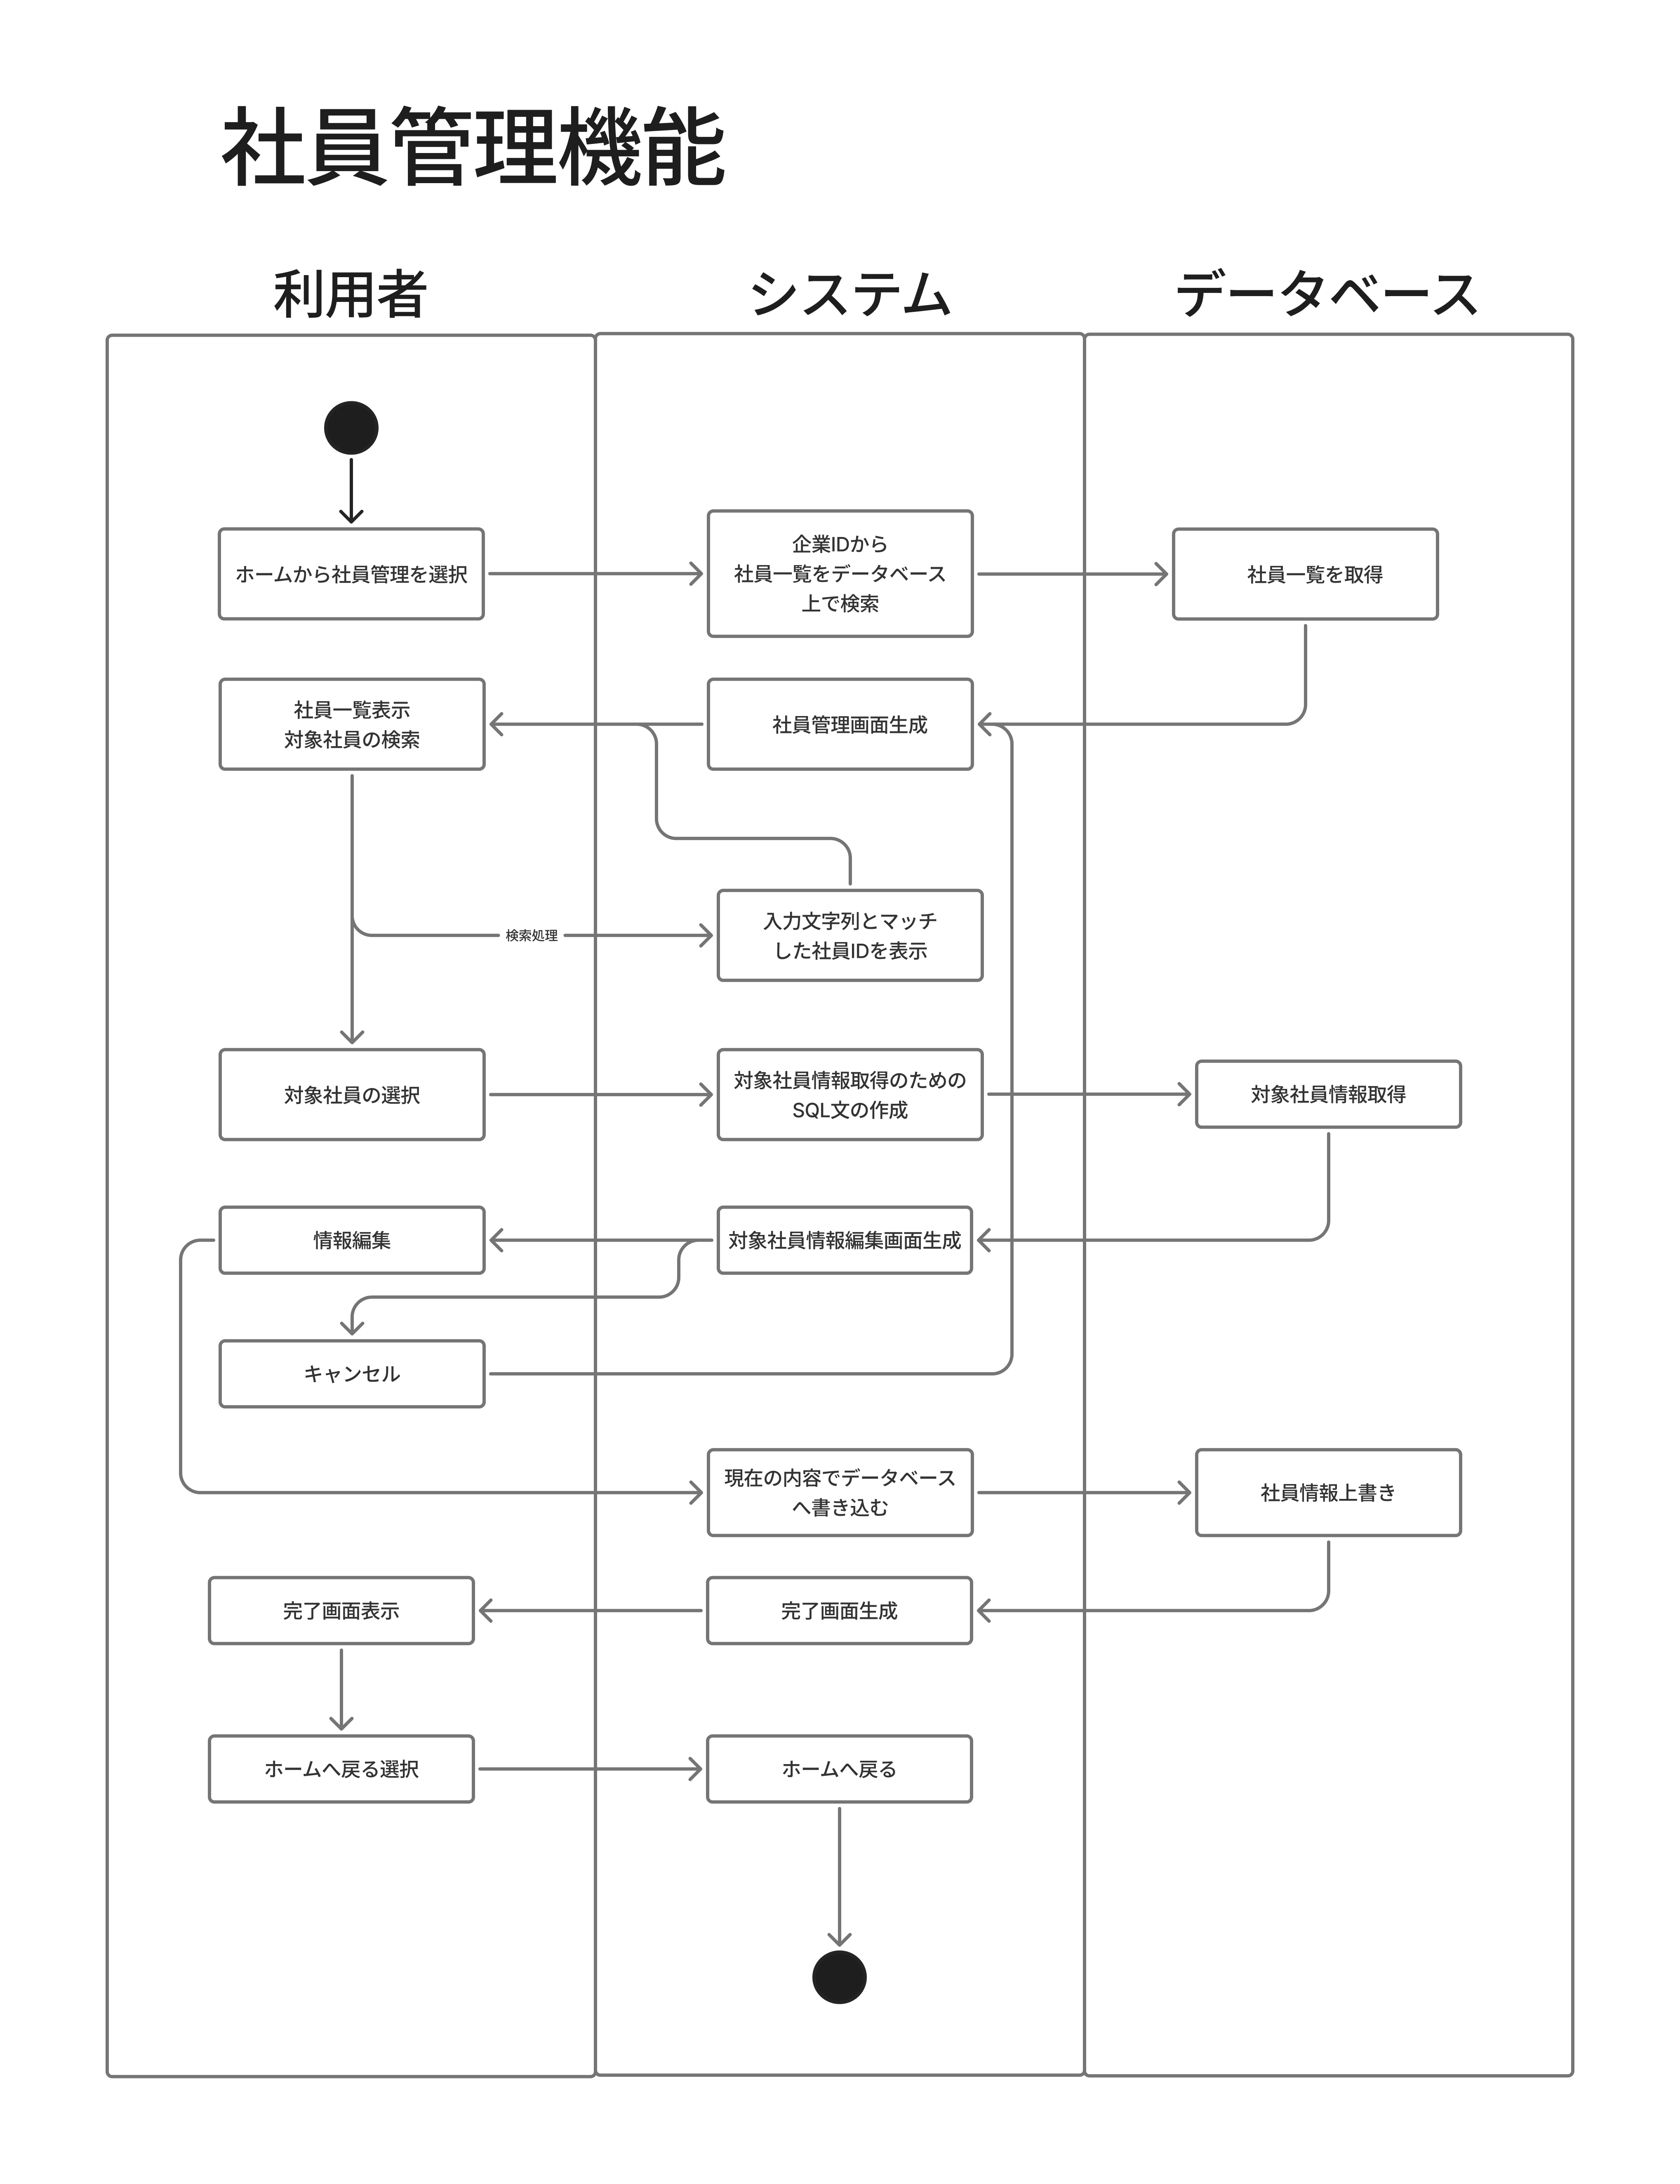 社員管理機能
利用者
システム
データベース
ホームから社員管理を選択
企業IDから
社員一覧をデータベース
上で検索
社員一覧を取得
社員一覧表示
対象社員の検索
社員管理画面生成
検索処理
入力文字列とマッチ
した社員IDを表示
対象社員の選択
対象社員情報取得のための
SQL文の作成
対象社員情報取得
情報編集
対象社員情報編集画面生成
キャンセル
現在の内容でデータベース
へ書き込む
社員情報上書き
完了画面表示
完了画面生成
ホームへ戻る選択
ホームへ戻る